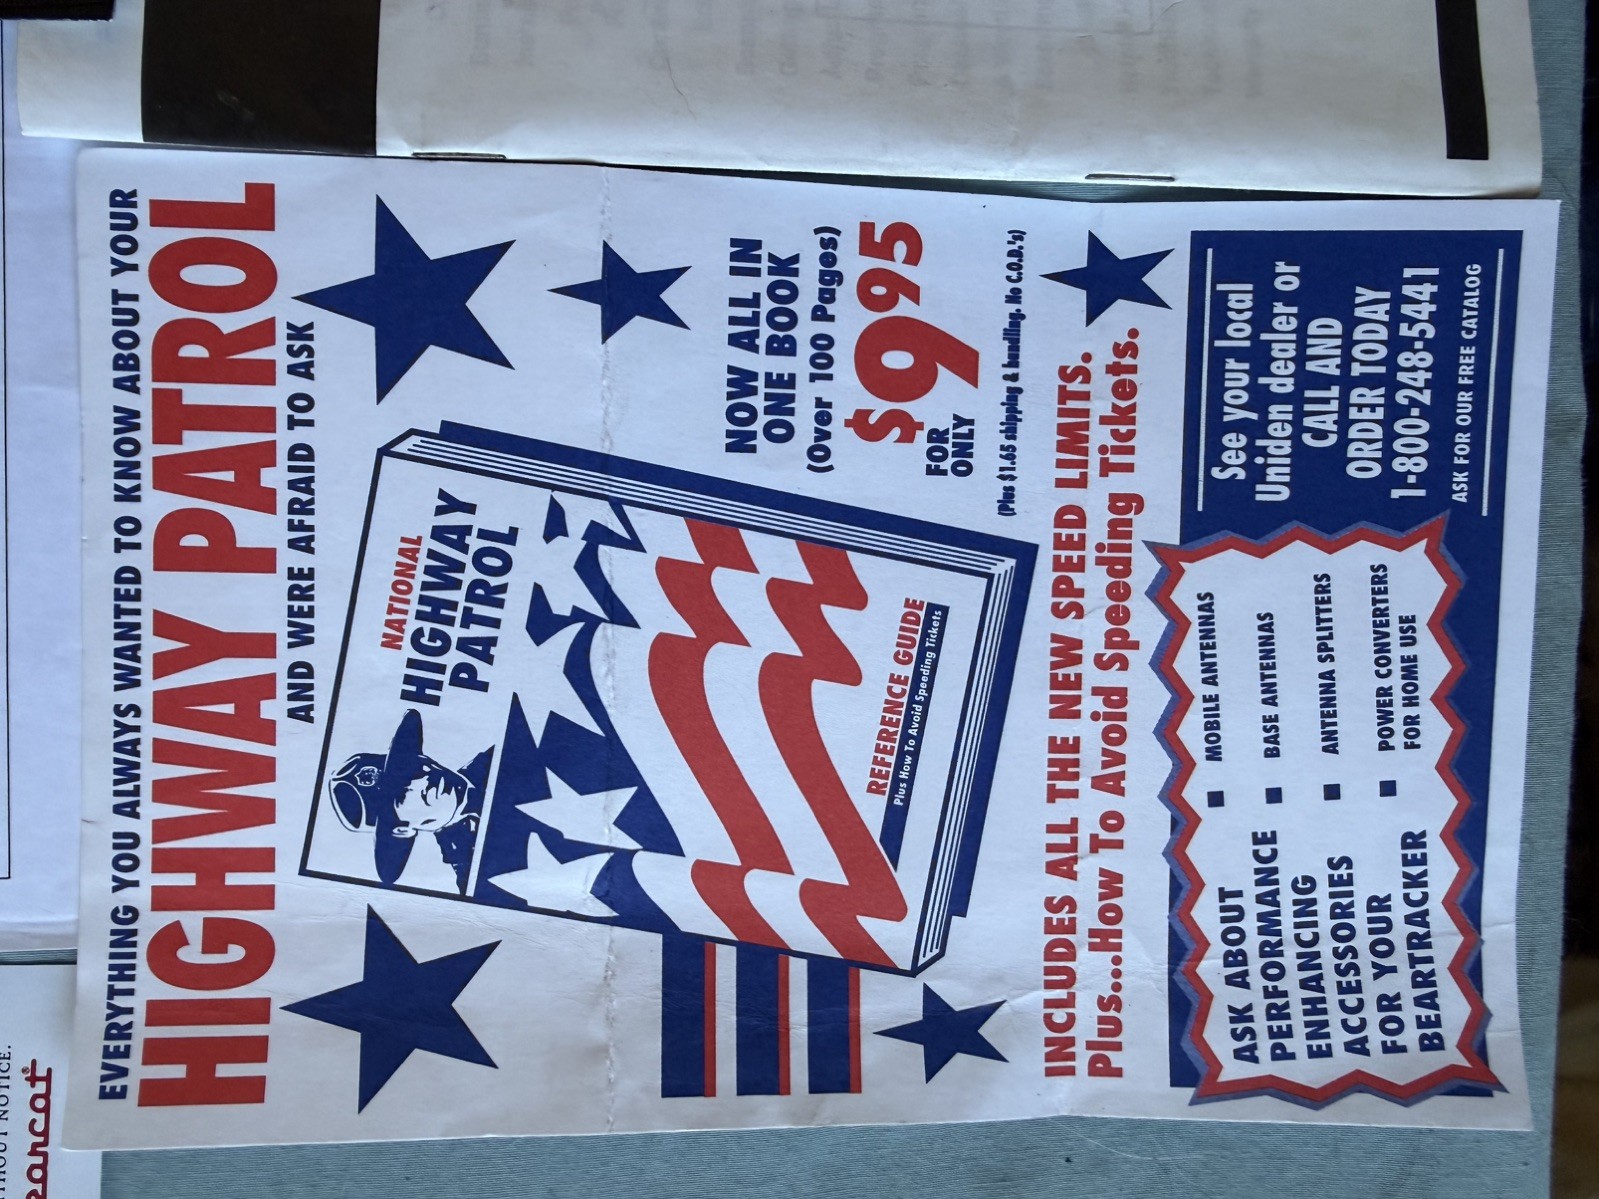 EVERYTHING YOU ALWAYS WANTED TO KNOW ABOUT YOUR
HIGHWAY PATROL
AND WERE AFRAID TO ASK
NATIONAL
HIGHWAY
PATROL
REFERENCE GUIDE
Plus How To Avoid Speeding Tickets
NOW ALL IN
ONE BOOK
(Over 100 Pages)
FOR
ONLY
$9.95
(Plus $1.65 shipping & handling. No C.O.D.'s)
INCLUDES ALL THE NEW SPEED LIMITS.
Plus...How To Avoid Speeding Tickets.
ASK ABOUT
PERFORMANCE
ENHANCING
ACCESSORIES
FOR YOUR
BEARTRACKER
■ MOBILE ANTENNAS
■ BASE ANTENNAS
■ ANTENNA SPLITTERS
■ POWER CONVERTERS
FOR HOME USE
See your local
Uniden dealer or
CALL AND
ORDER TODAY
1-800-248-5441
ASK FOR OUR FREE CATALOG
NOTICE.